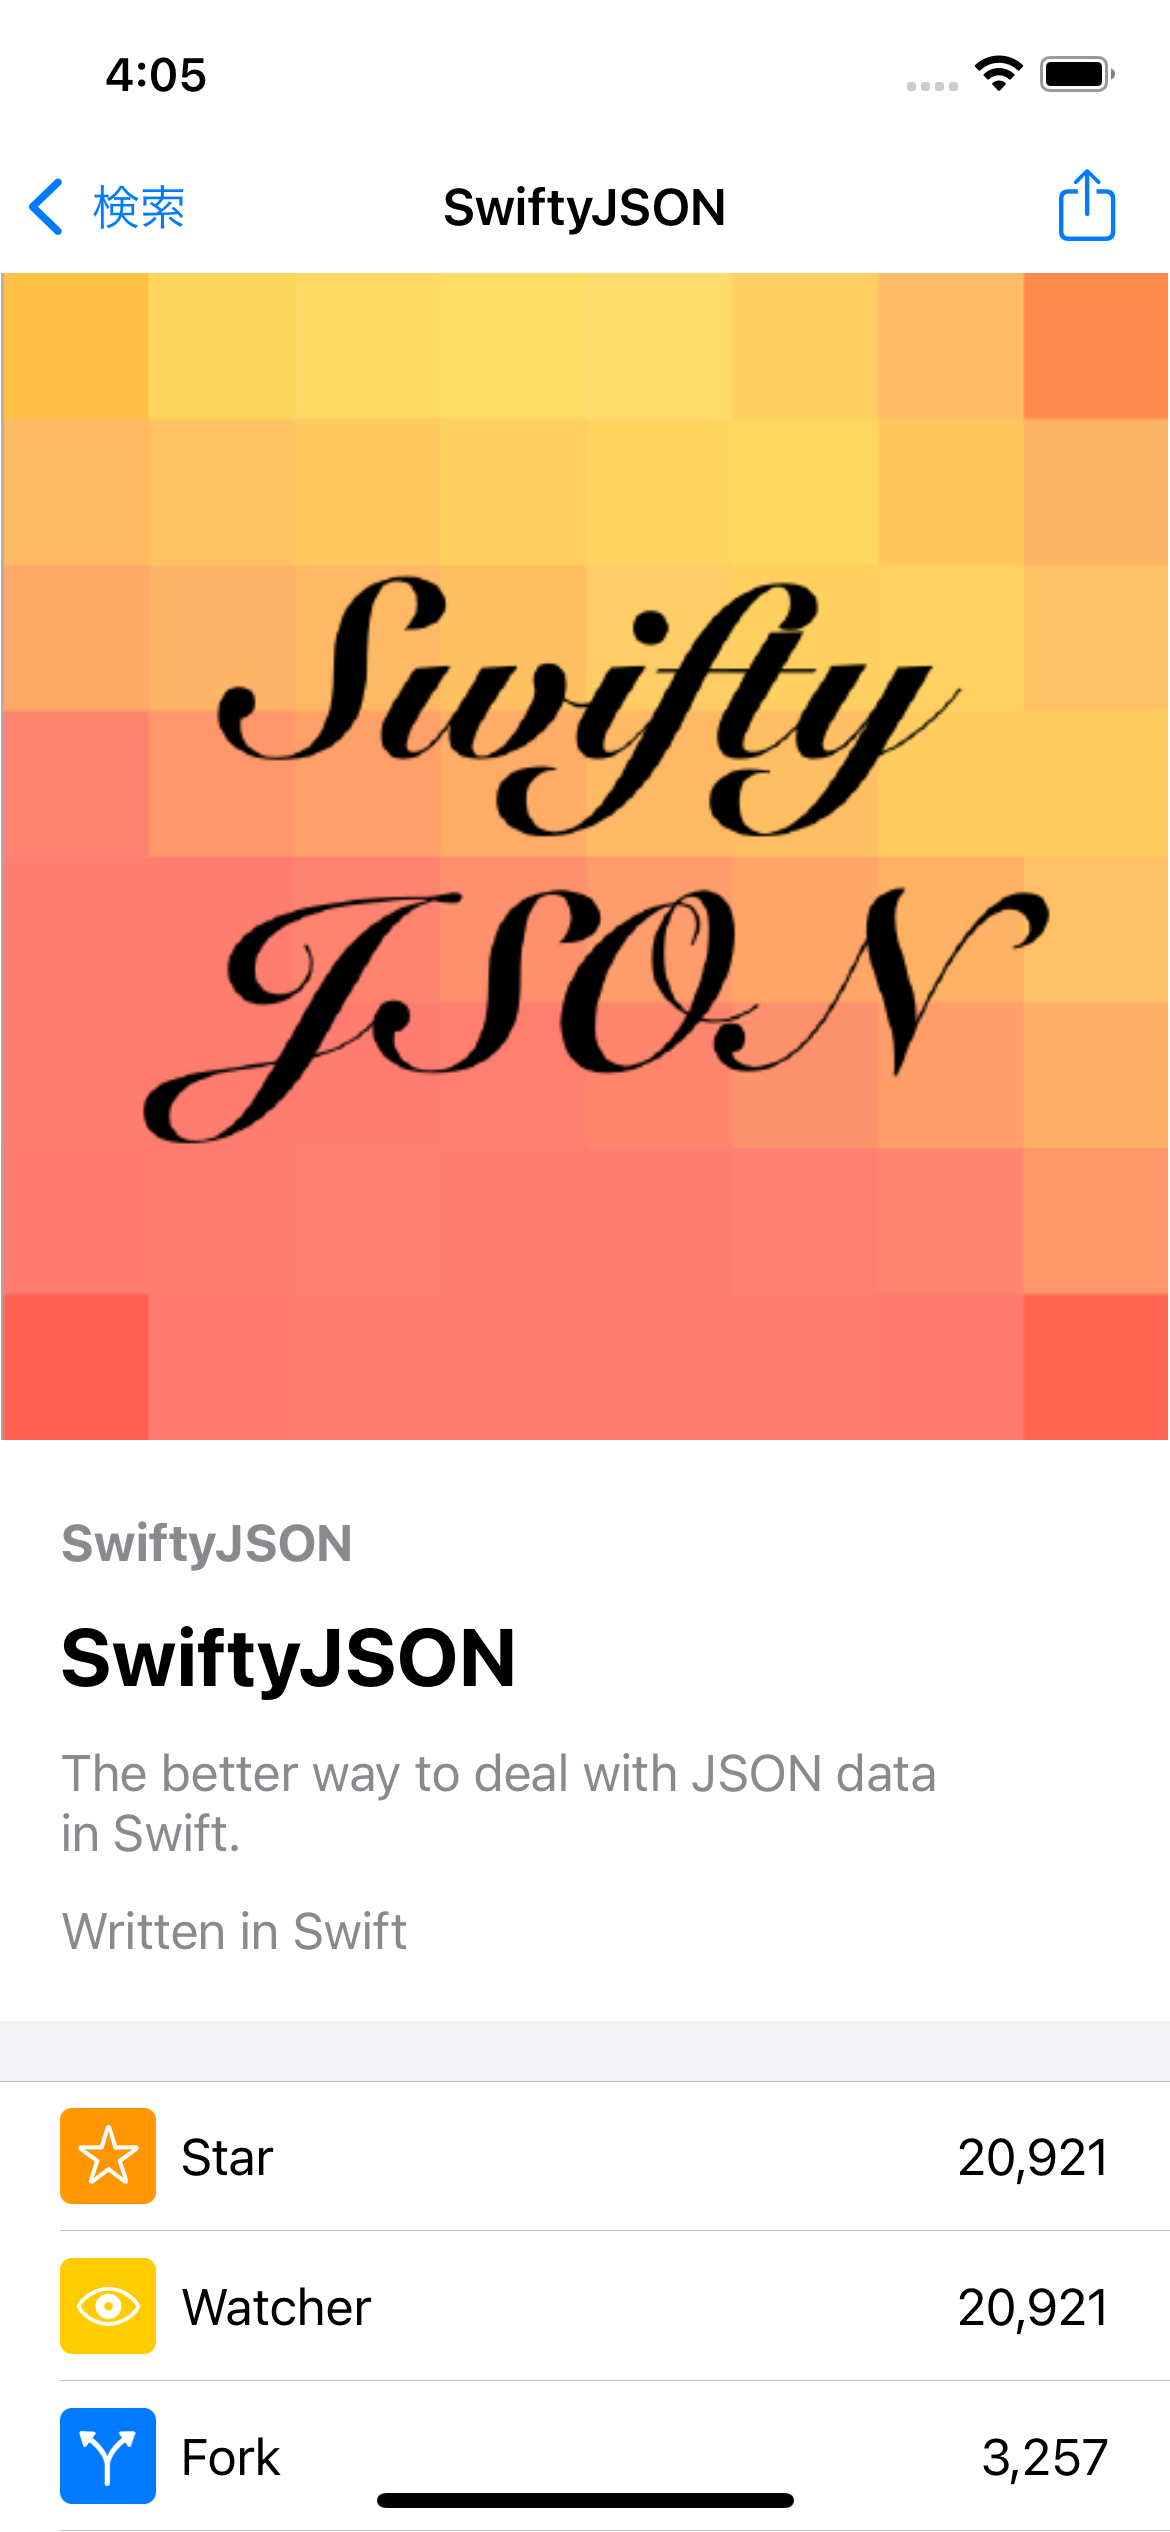 4:05
検索
SwiftyJSON
Swifty
JSON
SwiftyJSON
SwiftyJSON
The better way to deal with JSON data
in Swift.
Written in Swift
Star 20,921
Watcher 20,921
Fork 3,257